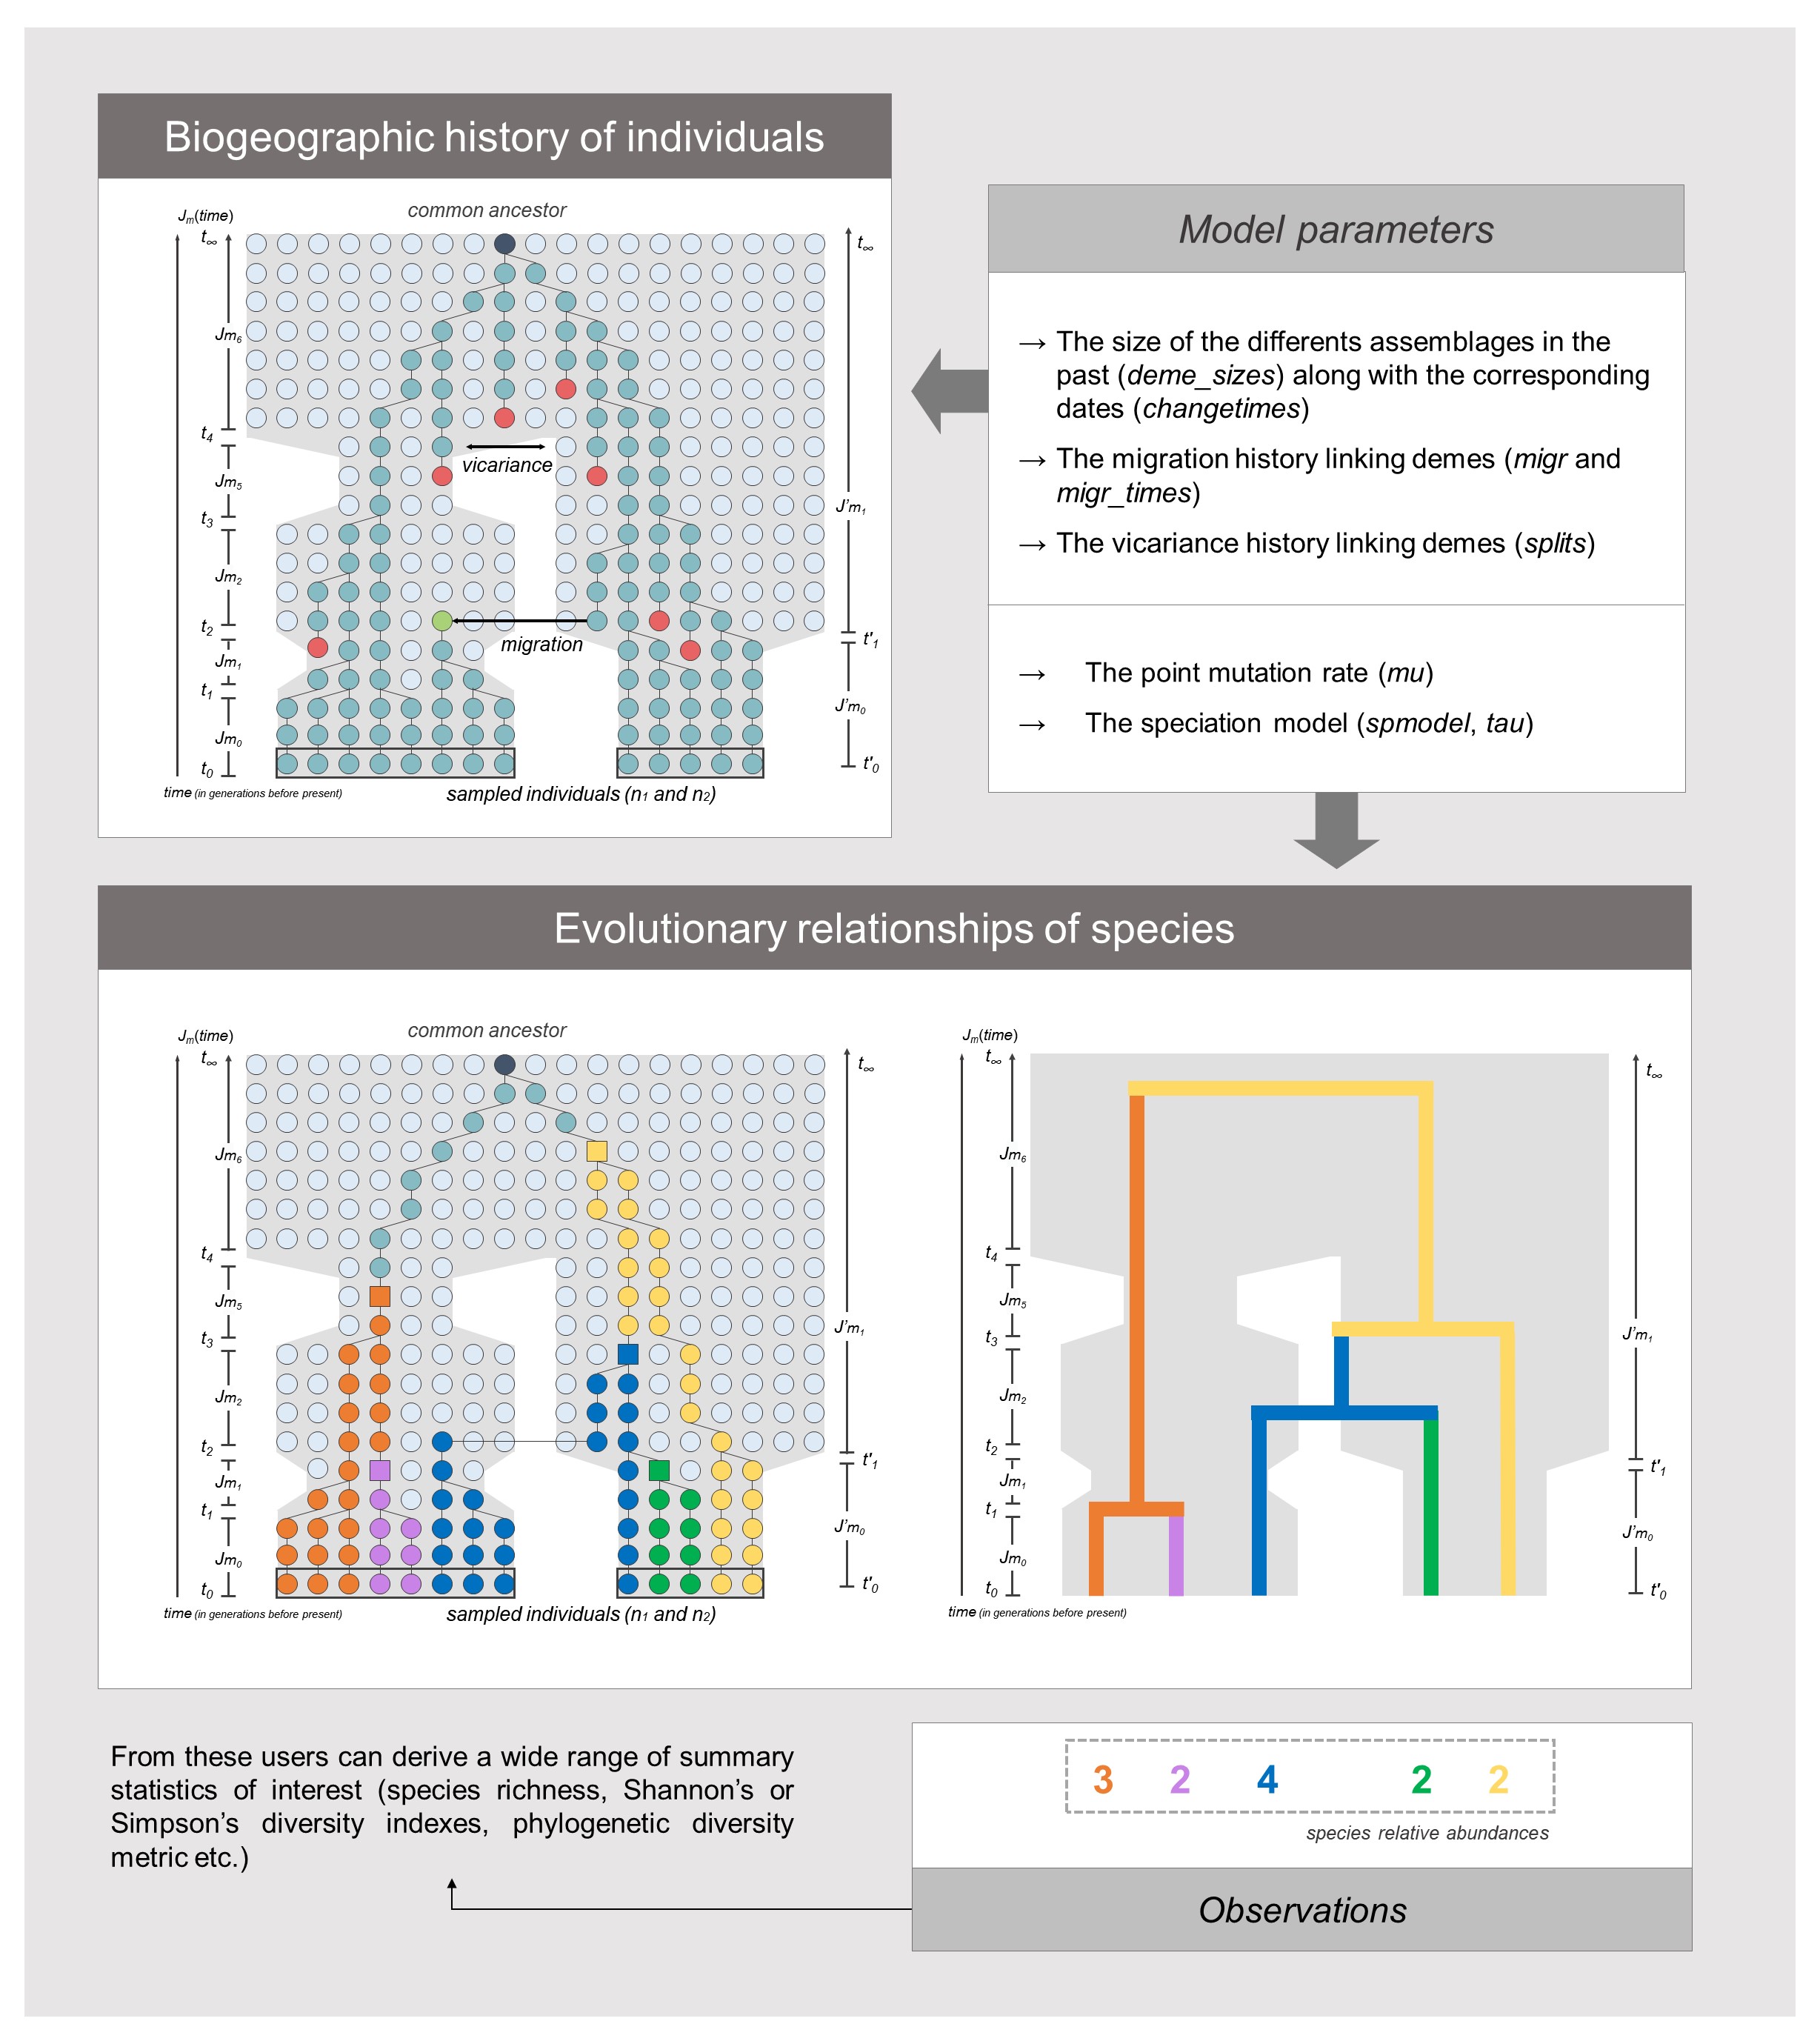 Biogeographic history of individuals
Jm(time)
common ancestor
t∞
t∞
Jm6
t4
vicariance
Jm5
J'm1
t3
Jm2
t2
migration
t'1
Jm1
t1
J'm0
Jm0
t0
t'0
time (in generations before present)
sampled individuals (n1 and n2)
Model parameters
→ The size of the differents assemblages in the
past (deme_sizes) along with the corresponding
dates (changetimes)
→ The migration history linking demes (migr and
migr_times)
→ The vicariance history linking demes (splits)
→ The point mutation rate (mu)
→ The speciation model (spmodel, tau)
Evolutionary relationships of species
Jm(time)
common ancestor
t∞
t∞
Jm6
t4
Jm5
J'm1
t3
Jm2
t2
t'1
Jm1
t1
J'm0
Jm0
t0
t'0
time (in generations before present)
sampled individuals (n1 and n2)
Jm(time)
t∞
t∞
Jm6
t4
Jm5
J'm1
t3
Jm2
t2
t'1
Jm1
t1
J'm0
Jm0
t0
t'0
time (in generations before present)
From these users can derive a wide range of summary
statistics of interest (species richness, Shannon's or
Simpson's diversity indexes, phylogenetic diversity
metric etc.)
3 2 4 2 2
species relative abundances
Observations